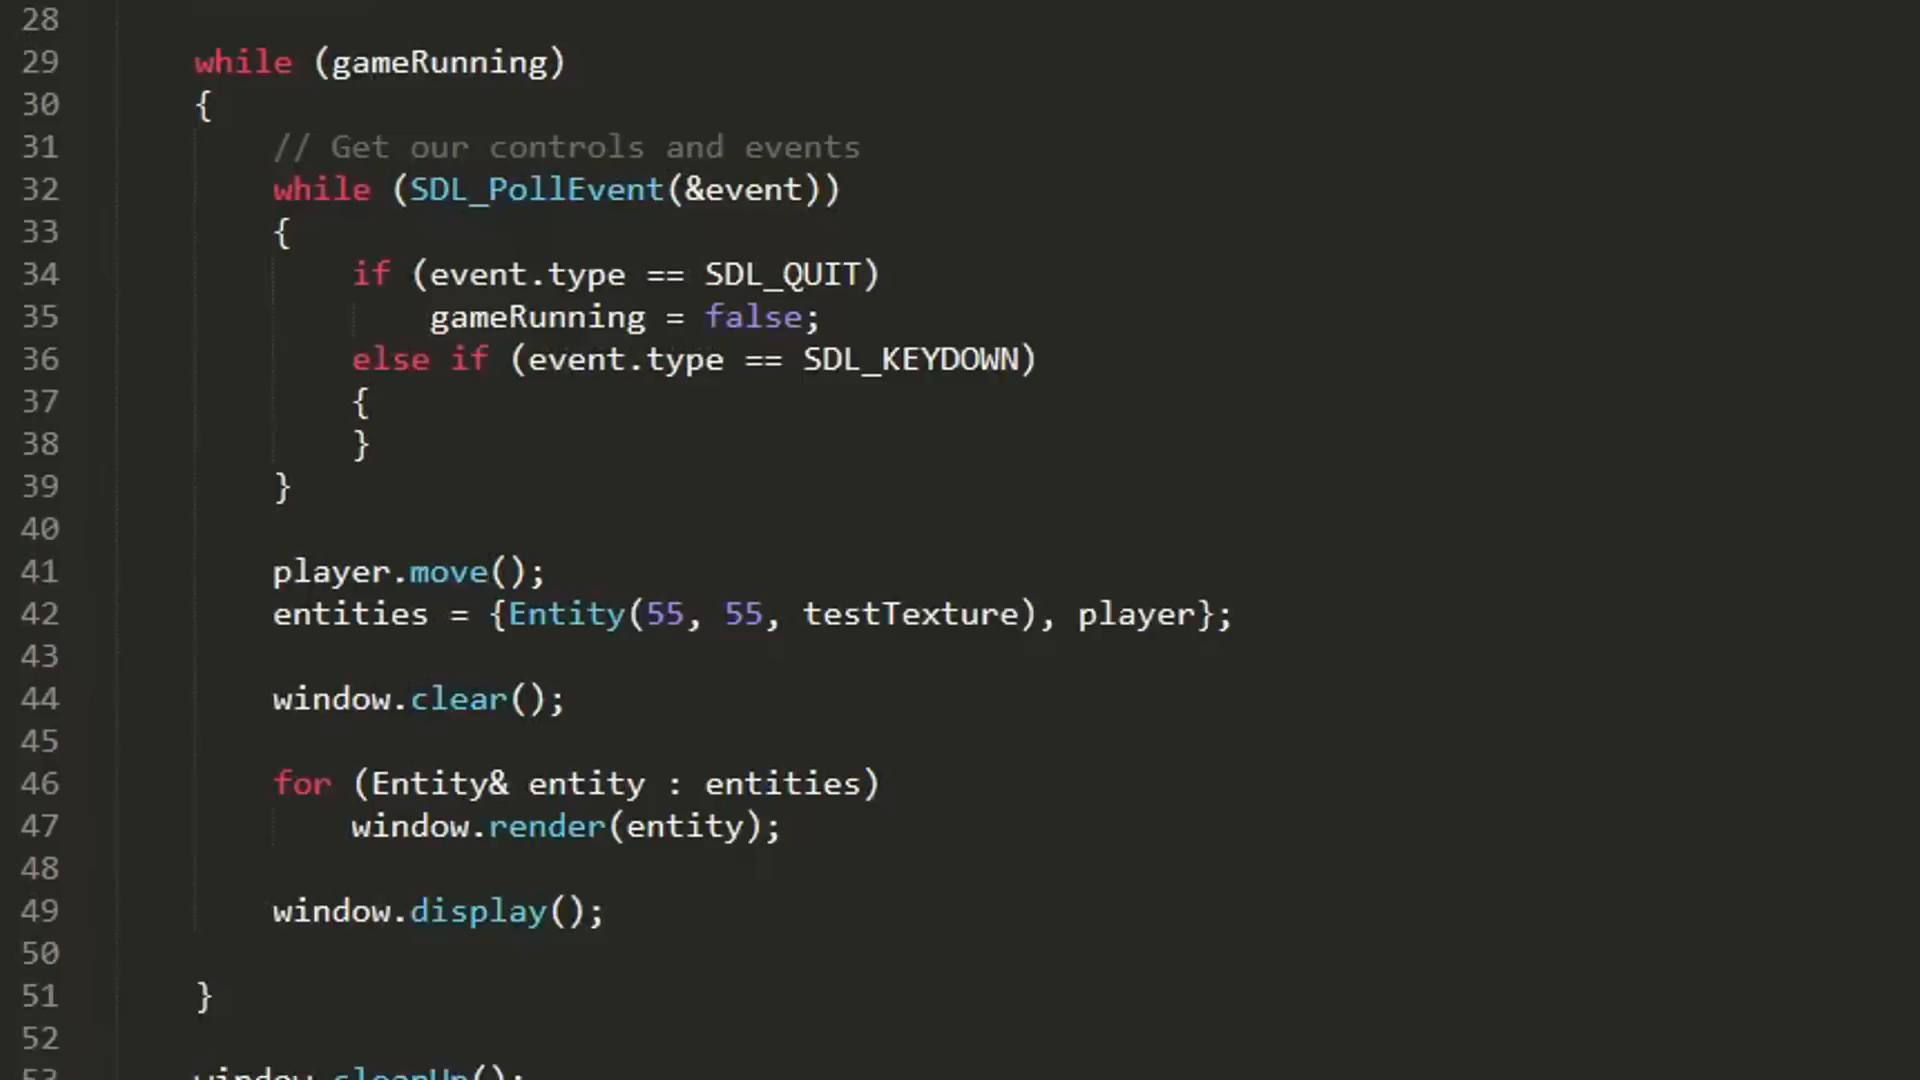 28
29 while (gameRunning)
30 {
31 // Get our controls and events
32 while (SDL_PollEvent(&event))
33 {
34 if (event.type == SDL_QUIT)
35 gameRunning = false;
36 else if (event.type == SDL_KEYDOWN)
37 {
38 }
39 }
40
41 player.move();
42 entities = {Entity(55, 55, testTexture), player};
43
44 window.clear();
45
46 for (Entity& entity : entities)
47 window.render(entity);
48
49 window.display();
50
51 }
52
53 window.cleanUp();